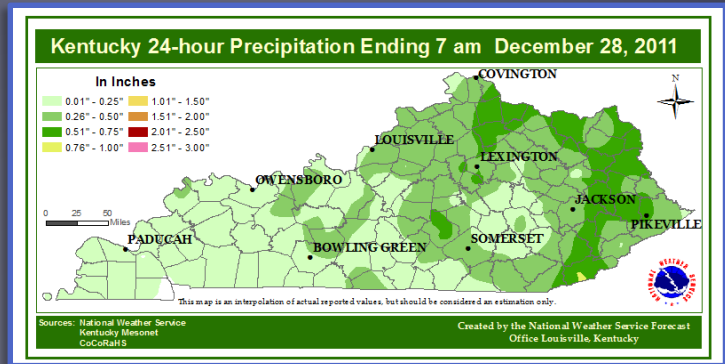 Kentucky 24-hour Precipitation Ending 7 am December 28, 2011
In Inches
0.01" - 0.25"
0.26" - 0.50"
0.51" - 0.75"
0.76" - 1.00"
1.01" - 1.50"
1.51" - 2.00"
2.01" - 2.50"
2.51" - 3.00"
N
COVINGTON
LOUISVILLE
LEXINGTON
OWENSBORO
JACKSON
0 25 50
Miles
PIKEVILLE
PADUCAH
BOWLING GREEN
SOMERSET
NATIONAL WEATHER SERVICE
This map is an interpolation of actual reported values, but should be considered an estimation only.
Sources: National Weather Service
Kentucky Mesonet
CoCoRaHS
Created by the National Weather Service Forecast
Office Louisville, Kentucky